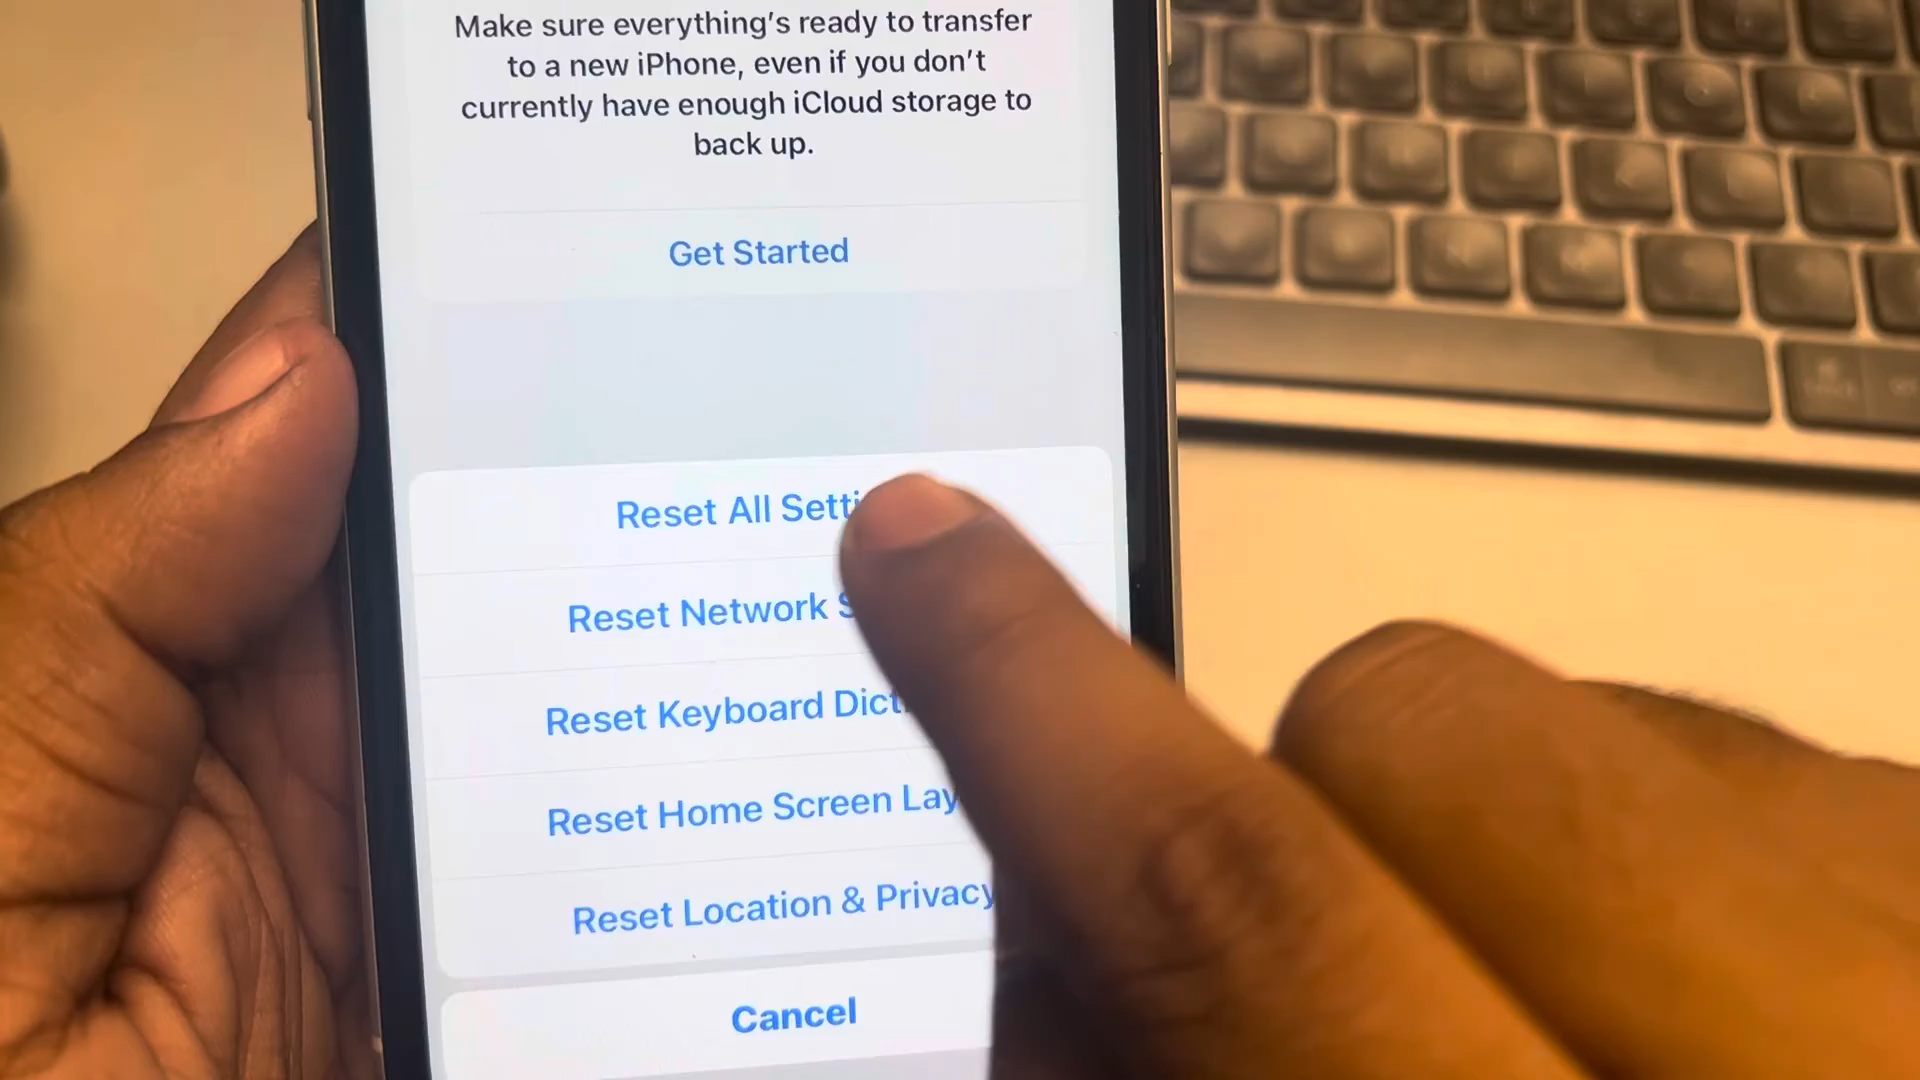 Make sure everything's ready to transfer
to a new iPhone, even if you don't
currently have enough iCloud storage to
back up.
Get Started
Reset All Setti
Reset Network S
Reset Keyboard Dict
Reset Home Screen Lay
Reset Location & Privacy
Cancel